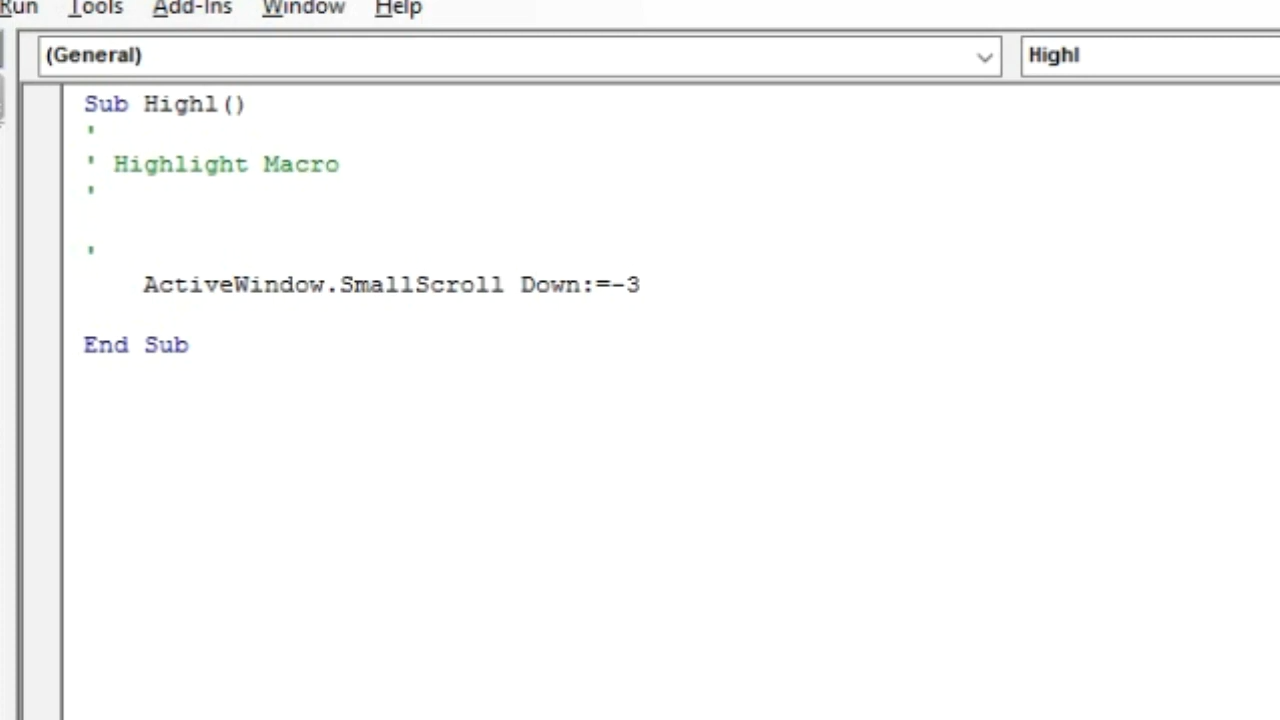 Run Tools Add-Ins Window Help
(General) Highl
Sub Highl()
'
' Highlight Macro
'
'
ActiveWindow.SmallScroll Down:=-3
End Sub